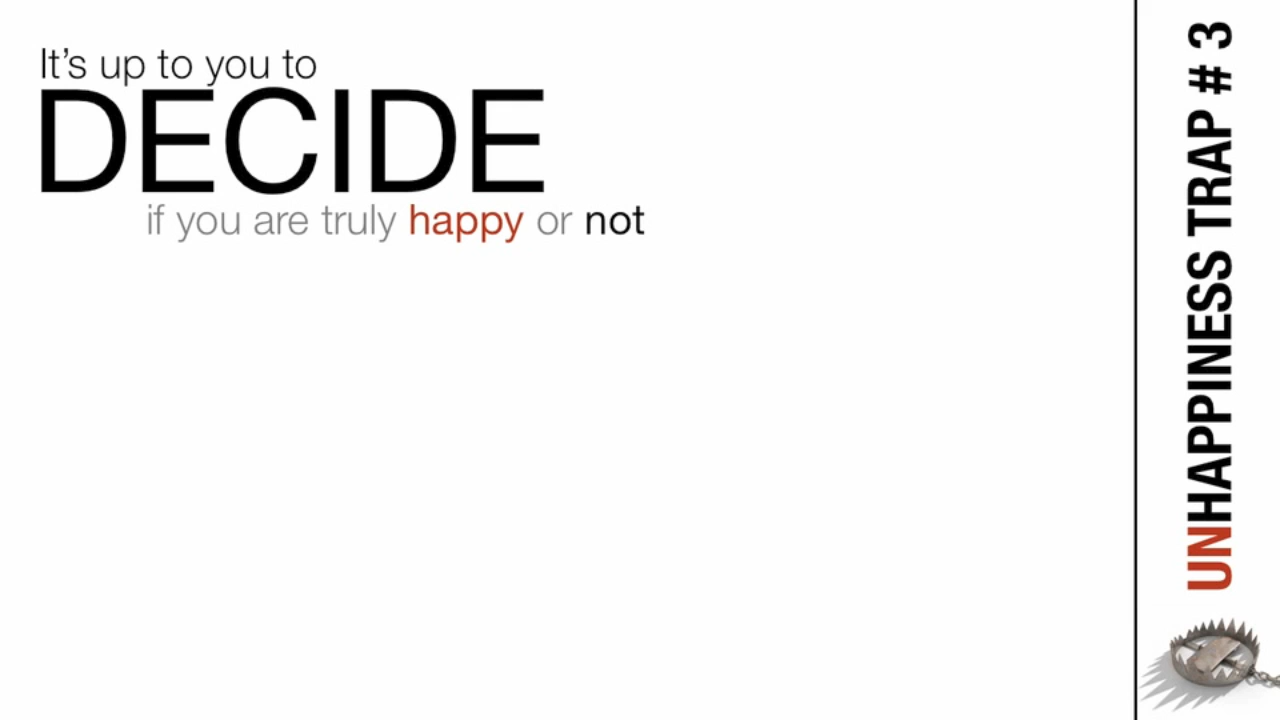 It’s up to you to
DECIDE
if you are truly happy or not
UNHAPPINESS TRAP # 3